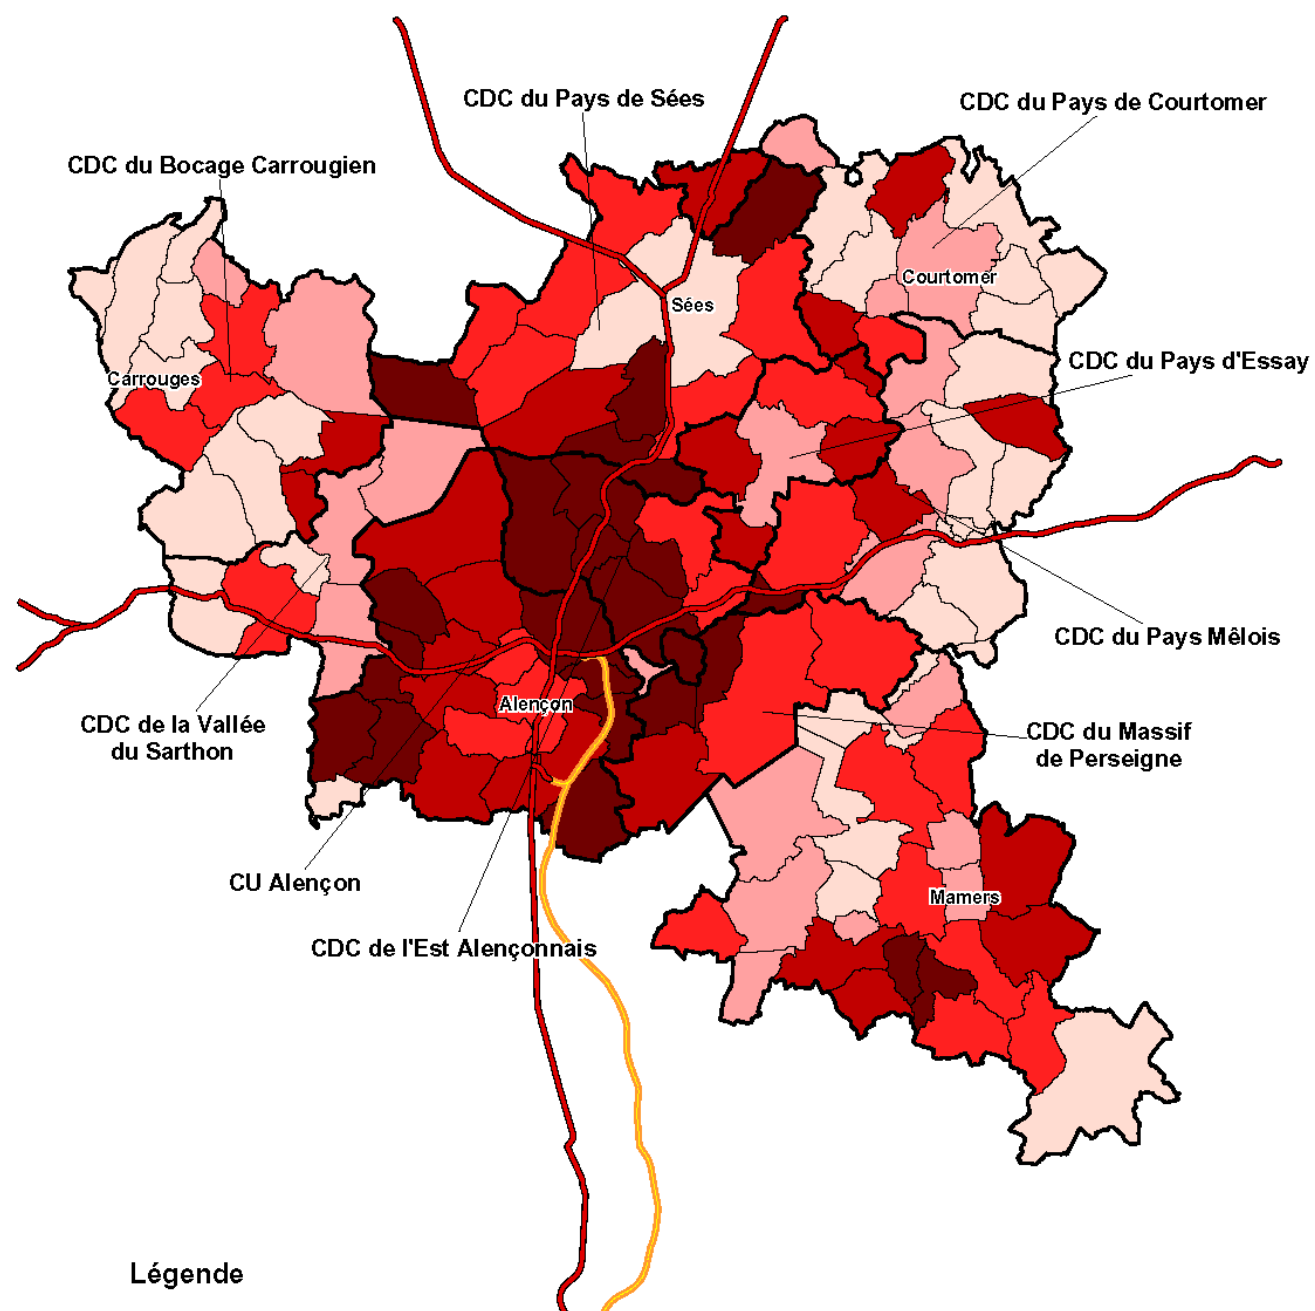 CDC du Pays de Sées
CDC du Pays de Courtomer
CDC du Bocage Carrougien
Courtomer
Sées
CDC du Pays d'Essay
Carrouges
CDC du Pays Mêlois
Alençon
CDC de la Vallée
du Sarthon
CDC du Massif
de Perseigne
CU Alençon
Mamers
CDC de l'Est Alençonnais
Légende